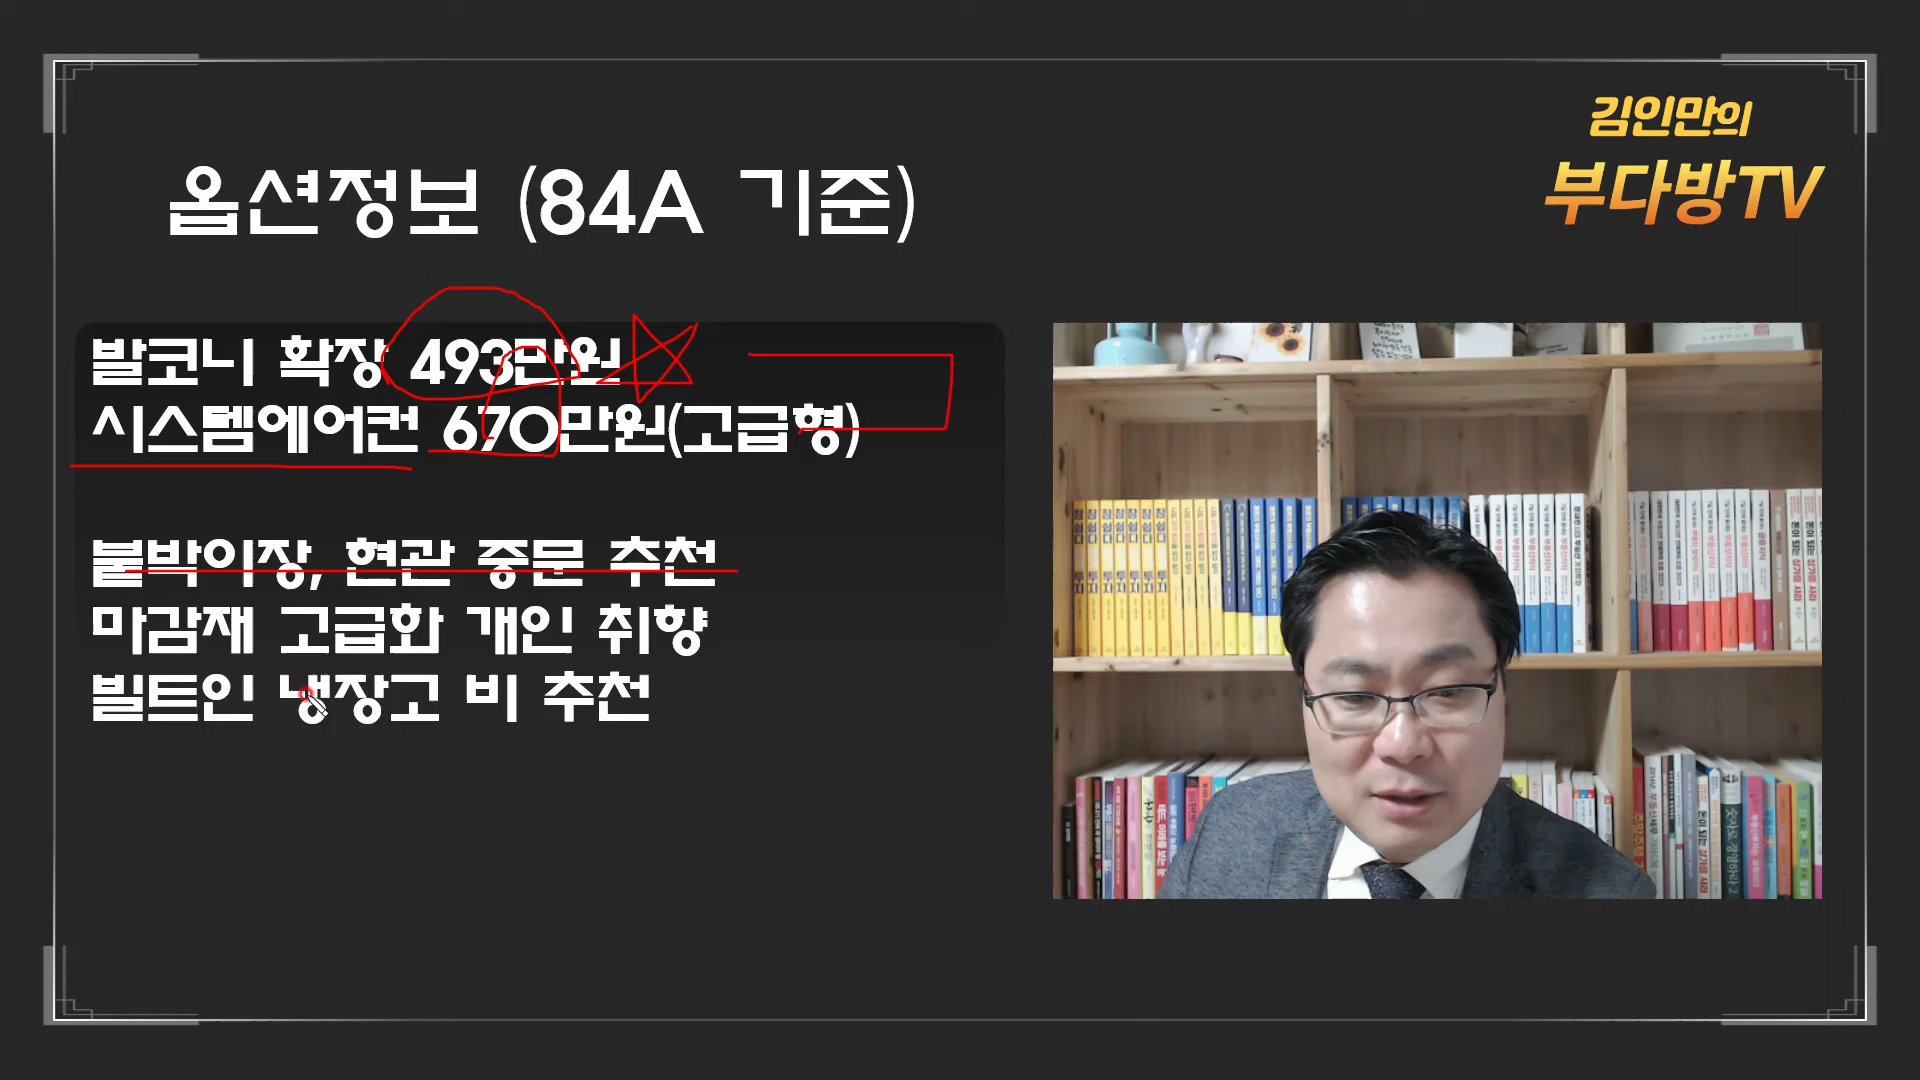 김인만의
부다방TV
옵션정보 (84A 기준)
발코니 확장 493만원
시스템에어컨 670만원(고급형)
붙박이장, 현관 중문 추천
마감재 고급화 개인 취향
빌트인 냉장고 비 추천